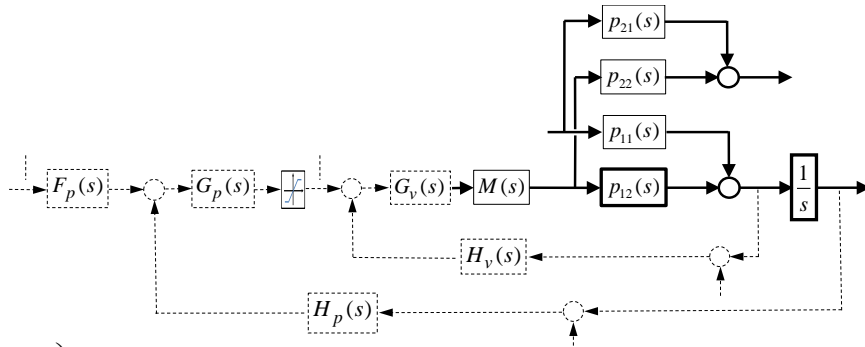 p₂₁(s)
p₂₂(s)
p₁₁(s)
F_p(s)
G_p(s)
G_v(s)
M(s)
p₁₂(s)
1/s
H_v(s)
H_p(s)
)